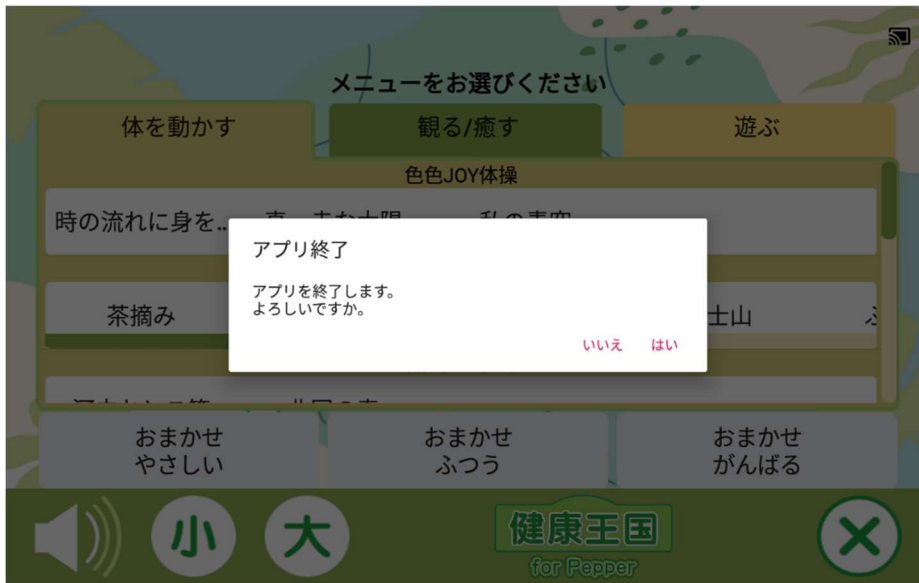 メニューをお選びください
体を動かす
観る/癒す
遊ぶ
色色JOY体操
時の流れに身を..
アプリ終了
アプリを終了します。
よろしいですか。
いいえ はい
茶摘み
士山
ふ
おまかせ
やさしい
おまかせ
ふつう
おまかせ
がんばる
小
大
健康王国
for Pepper